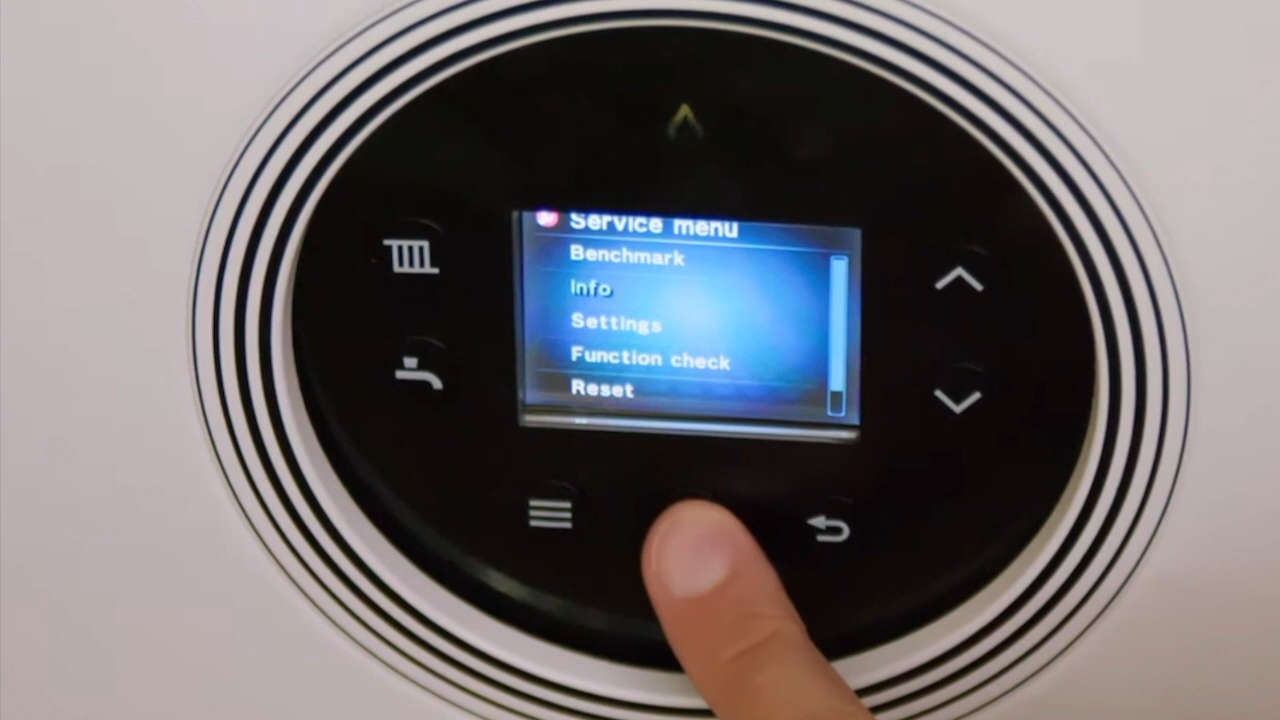 Service menu
Benchmark
Info
Settings
Function check
Reset